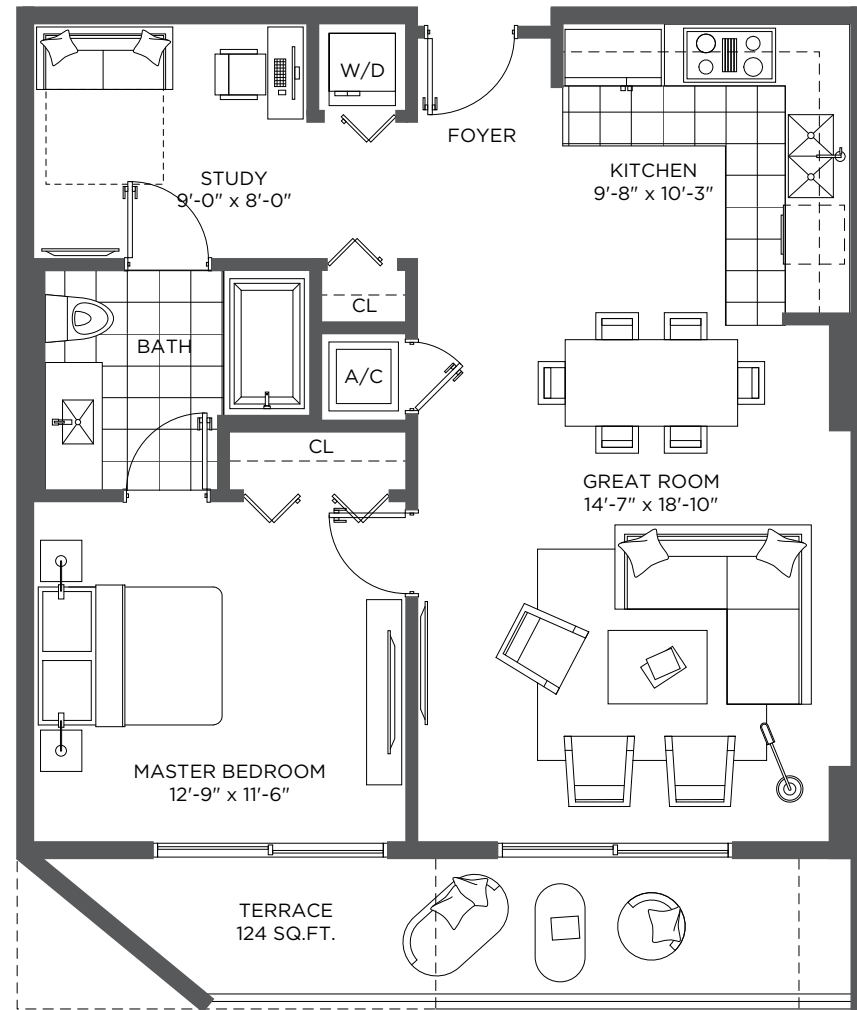 W/D
FOYER
STUDY
9'-0" x 8'-0"
KITCHEN
9'-8" x 10'-3"
CL
BATH
A/C
CL
GREAT ROOM
14'-7" x 18'-10"
MASTER BEDROOM
12'-9" x 11'-6"
TERRACE
124 SQ.FT.